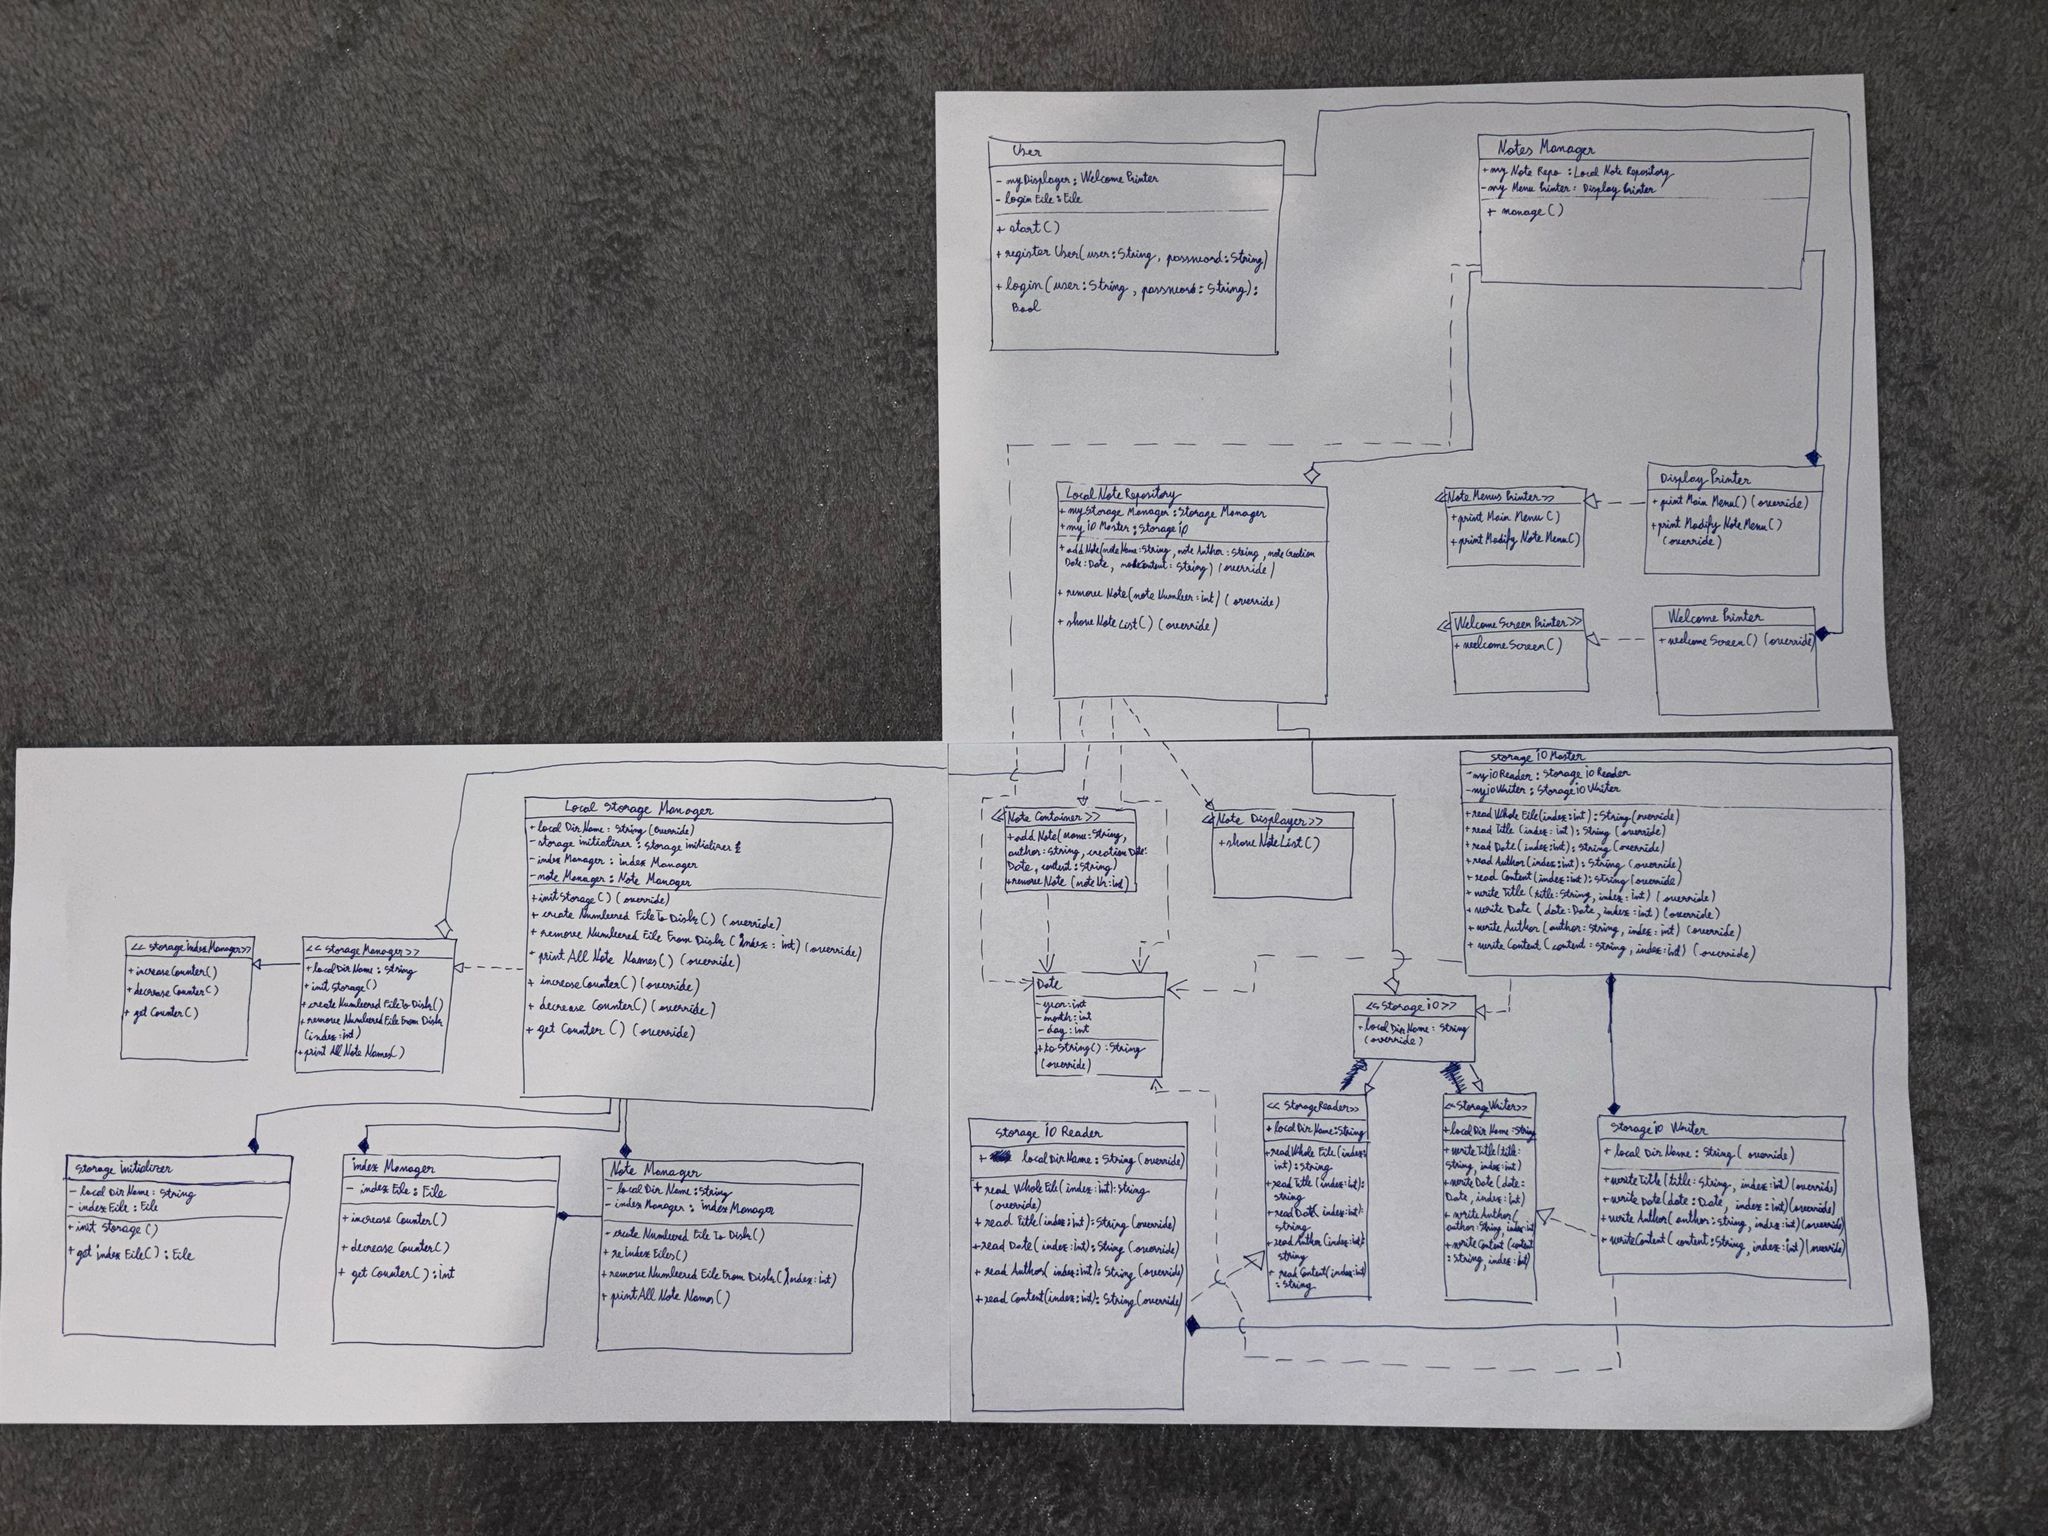 User
- myDisplayer : Welcome Printer
- login File : File
+ start()
+ register User(user : String, password : String)
+ login(user : String, password : String) :
Bool
Notes Manager
+ my Note Repo : Local Note Repository
- my Menu Printer : Display Printer
+ manage()
Local Note Repository
+ my Storage Manager : Storage Manager
+ my iO Master : Storage iO
+ add Note(note Name : String, note Author : String, note Creation
Date : Date, note Content : String) (override)
+ remove Note(note Number : int) (override)
+ show Note List() (override)
<<Note Menus Printer>>
+ print Main Menu()
+ print Modify Note Menu()
Display Printer
+ print Main Menu() (override)
+ print Modify Note Menu()
(override)
<<Welcome Screen Printer>>
+ welcome Screen()
Welcome Printer
+ welcome Screen() (override)
Local Storage Manager
+ local Dir Name : String (override)
- storage initializer : Storage initializer
- index Manager : index Manager
- note Manager : Note Manager
+ init Storage() (override)
+ create Numbered File To Disk() (override)
+ remove Numbered File From Disk (index : int) (override)
+ print All Note Names() (override)
+ increase Counter() (override)
+ decrease Counter() (override)
+ get Counter() (override)
<<Storage Index Manager>>
+ increase Counter()
+ decrease Counter()
+ get Counter()
<<Storage Manager>>
+ local Dir Name : String
+ init Storage()
+ create Numbered File To Disk()
+ remove Numbered File From Disk
(index : int)
+ print All Note Names()
Storage initializer
- local Dir Name : String
- index File : File
+ init Storage()
+ get index File() : File
index Manager
- index File : File
+ increase Counter()
+ decrease Counter()
+ get Counter() : int
Note Manager
- local Dir Name : String
- index Manager : index Manager
- create Numbered File To Disk()
+ re index Files()
+ remove Numbered File From Disk(index : int)
+ print All Note Names()
<<Note Container>>
+ add Note(name : String,
author : String, creation Date :
Date, content : String)
+ remove Note (note Nr : int)
<<Note Displayer>>
+ show Note List()
Storage iO Master
- my iO Reader : Storage iO Reader
- my iO Writer : Storage iO Writer
+ read Whole File(index : int) : String (override)
+ read Title (index : int) : String (override)
+ read Date (index : int) : String (override)
+ read Author (index : int) : String (override)
+ read Content (index : int) : String (override)
+ write Title (title : String, index : int) (override)
+ write Date (date : Date, index : int) (override)
+ write Author (author : String, index : int) (override)
+ write Content (content : String, index : int) (override)
Date
- year : int
- month : int
- day : int
+ to String() : String
(override)
<<Storage iO>>
+ local Dir Name : String
(override)
Storage iO Reader
+ local Dir Name : String (override)
+ read Whole File (index : int) : String
(override)
+ read Title (index : int) : String (override)
+ read Date (index : int) : String (override)
+ read Author (index : int) : String (override)
+ read Content (index : int) : String (override)
<<Storage Reader>>
+ local Dir Name : String
+ read Whole File (index :
int) : String
+ read Title (index : int) :
String
+ read Date (index : int) :
String
+ read Author (index : int) :
String
+ read Content (index : int)
: String
<<Storage Writer>>
+ local Dir Name : String
+ write Title (title :
String, index : int)
+ write Date (date :
Date, index : int)
+ write Author (
author : String, index : int)
+ write Content (content
: String, index : int)
Storage iO Writer
+ local Dir Name : String (override)
+ write Title (title : String, index : int) (override)
+ write Date (date : Date, index : int) (override)
+ write Author (author : String, index : int) (override)
+ write Content (content : String, index : int) (override)